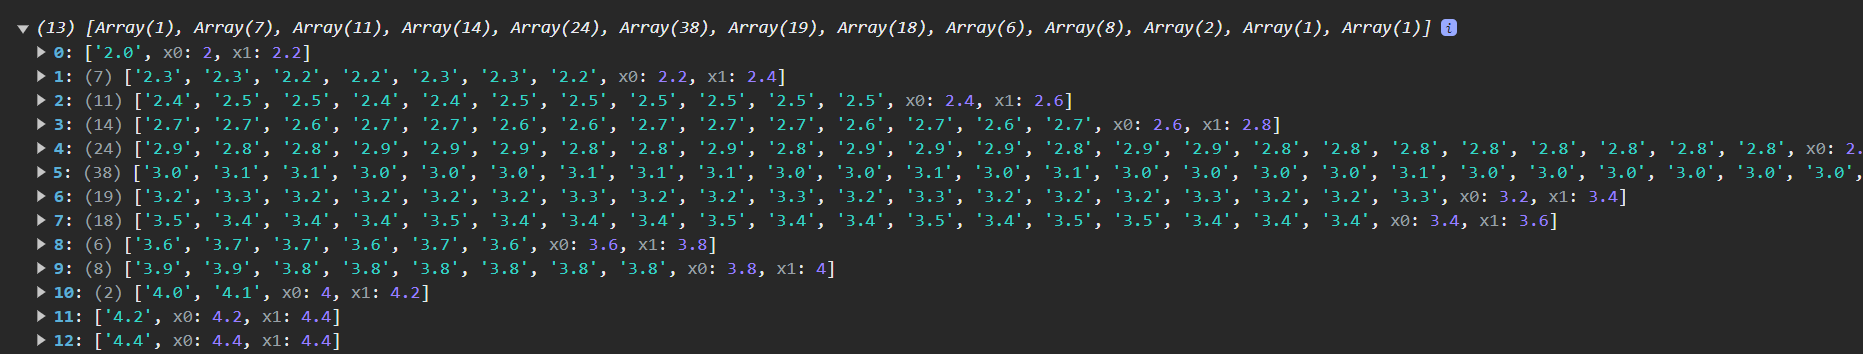 ▼ (13) [Array(1), Array(7), Array(11), Array(14), Array(24), Array(38), Array(19), Array(18), Array(6), Array(8), Array(2), Array(1), Array(1)] i
▶ 0: ['2.0', x0: 2, x1: 2.2]
▶ 1: (7) ['2.3', '2.3', '2.2', '2.2', '2.3', '2.3', '2.2', x0: 2.2, x1: 2.4]
▶ 2: (11) ['2.4', '2.5', '2.5', '2.4', '2.4', '2.5', '2.5', '2.5', '2.5', '2.5', '2.5', x0: 2.4, x1: 2.6]
▶ 3: (14) ['2.7', '2.7', '2.6', '2.7', '2.7', '2.6', '2.6', '2.7', '2.7', '2.7', '2.6', '2.7', '2.6', '2.7', x0: 2.6, x1: 2.8]
▶ 4: (24) ['2.9', '2.8', '2.8', '2.9', '2.9', '2.9', '2.8', '2.8', '2.9', '2.8', '2.9', '2.9', '2.9', '2.8', '2.9', '2.9', '2.8', '2.8', '2.8', '2.8', '2.8', '2.8', '2.8', '2.8', x0: 2.
▶ 5: (38) ['3.0', '3.1', '3.1', '3.0', '3.0', '3.0', '3.1', '3.1', '3.1', '3.0', '3.0', '3.1', '3.0', '3.1', '3.0', '3.0', '3.0', '3.0', '3.1', '3.0', '3.0', '3.0', '3.0', '3.0', '3.0',
▶ 6: (19) ['3.2', '3.3', '3.2', '3.2', '3.2', '3.2', '3.3', '3.2', '3.2', '3.3', '3.2', '3.3', '3.2', '3.2', '3.2', '3.3', '3.2', '3.2', '3.3', x0: 3.2, x1: 3.4]
▶ 7: (18) ['3.5', '3.4', '3.4', '3.4', '3.5', '3.4', '3.4', '3.4', '3.5', '3.4', '3.4', '3.5', '3.4', '3.5', '3.5', '3.4', '3.4', '3.4', x0: 3.4, x1: 3.6]
▶ 8: (6) ['3.6', '3.7', '3.7', '3.6', '3.7', '3.6', x0: 3.6, x1: 3.8]
▶ 9: (8) ['3.9', '3.9', '3.8', '3.8', '3.8', '3.8', '3.8', '3.8', x0: 3.8, x1: 4]
▶ 10: (2) ['4.0', '4.1', x0: 4, x1: 4.2]
▶ 11: ['4.2', x0: 4.2, x1: 4.4]
▶ 12: ['4.4', x0: 4.4, x1: 4.4]